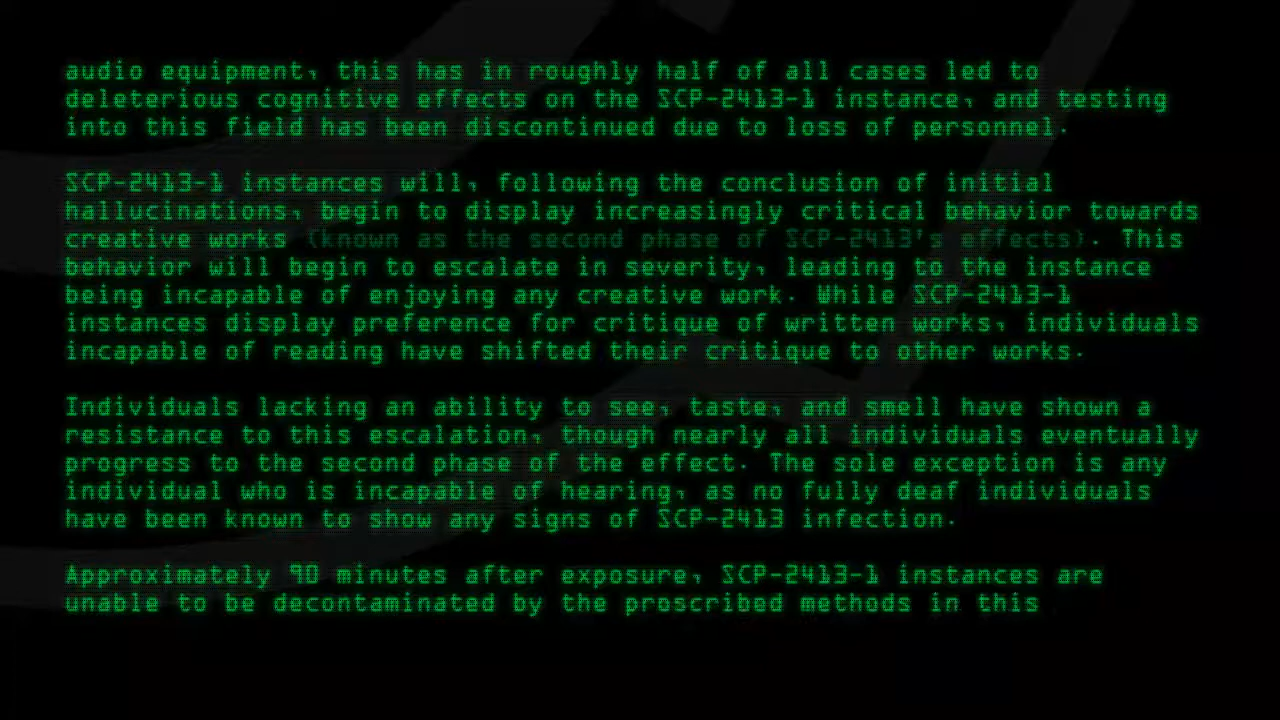 audio equipment, this has in roughly half of all cases led to
deleterious cognitive effects on the SCP-2413-1 instance, and testing
into this field has been discontinued due to loss of personnel.
SCP-2413-1 instances will, following the conclusion of initial
hallucinations, begin to display increasingly critical behavior towards
creative works (known as the second phase of SCP-2413's effects). This
behavior will begin to escalate in severity, leading to the instance
being incapable of enjoying any creative work. While SCP-2413-1
instances display preference for critique of written works, individuals
incapable of reading have shifted their critique to other works.
Individuals lacking an ability to see, taste, and smell have shown a
resistance to this escalation, though nearly all individuals eventually
progress to the second phase of the effect. The sole exception is any
individual who is incapable of hearing, as no fully deaf individuals
have been known to show any signs of SCP-2413 infection.
Approximately 90 minutes after exposure, SCP-2413-1 instances are
unable to be decontaminated by the proscribed methods in this